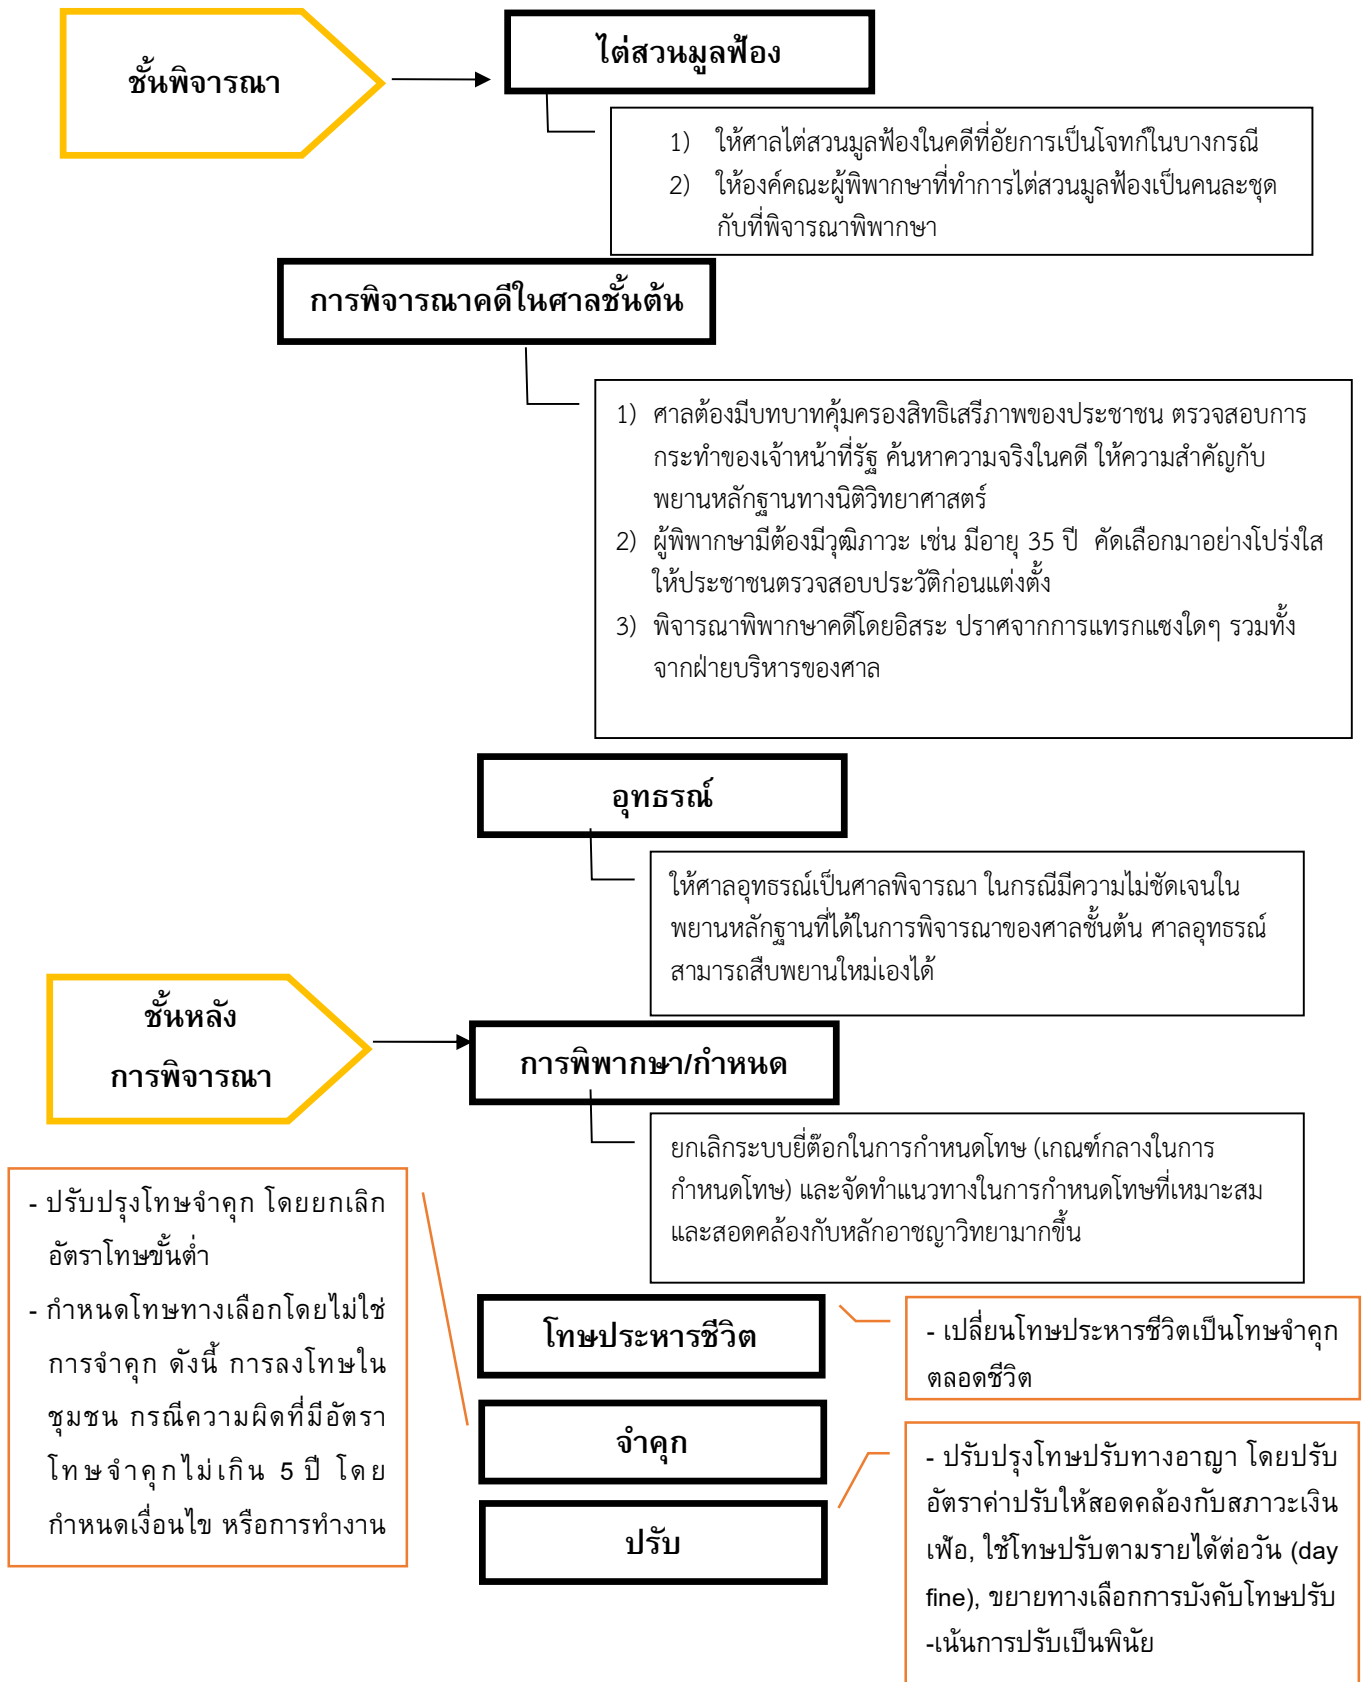 ชั้นพิจารณา
ไต่สวนมูลฟ้อง
1) ให้ศาลไต่สวนมูลฟ้องในคดีที่อัยการเป็นโจทก์ในบางกรณี
2) ให้องค์คณะผู้พิพากษาที่ทำการไต่สวนมูลฟ้องเป็นคนละชุด
กับที่พิจารณาพิพากษา
การพิจารณาคดีในศาลชั้นต้น
1) ศาลต้องมีบทบาทคุ้มครองสิทธิเสรีภาพของประชาชน ตรวจสอบการ
กระทำของเจ้าหน้าที่รัฐ ค้นหาความจริงในคดี ให้ความสำคัญกับ
พยานหลักฐานทางนิติวิทยาศาสตร์
2) ผู้พิพากษามีต้องมีวุฒิภาวะ เช่น มีอายุ 35 ปี คัดเลือกมาอย่างโปร่งใส
ให้ประชาชนตรวจสอบประวัติก่อนแต่งตั้ง
3) พิจารณาพิพากษาคดีโดยอิสระ ปราศจากการแทรกแซงใดๆ รวมทั้ง
จากฝ่ายบริหารของศาล
อุทธรณ์
ให้ศาลอุทธรณ์เป็นศาลพิจารณา ในกรณีมีความไม่ชัดเจนใน
พยานหลักฐานที่ได้ในการพิจารณาของศาลชั้นต้น ศาลอุทธรณ์
สามารถสืบพยานใหม่เองได้
ชั้นหลัง
การพิจารณา
การพิพากษา/กำหนด
ยกเลิกระบบยี่ต๊อกในการกำหนดโทษ (เกณฑ์กลางในการ
กำหนดโทษ) และจัดทำแนวทางในการกำหนดโทษที่เหมาะสม
และสอดคล้องกับหลักอาชญาวิทยามากขึ้น
- ปรับปรุงโทษจำคุก โดยยกเลิก
อัตราโทษขั้นต่ำ
- กำหนดโทษทางเลือกโดยไม่ใช่
การจำคุก ดังนี้ การลงโทษใน
ชุมชน กรณีความผิดที่มีอัตรา
โทษจำคุกไม่เกิน 5 ปี โดย
กำหนดเงื่อนไข หรือการทำงาน
โทษประหารชีวิต
- เปลี่ยนโทษประหารชีวิตเป็นโทษจำคุก
ตลอดชีวิต
จำคุก
ปรับ
- ปรับปรุงโทษปรับทางอาญา โดยปรับ
อัตราค่าปรับให้สอดคล้องกับสภาวะเงิน
เฟ้อ, ใช้โทษปรับตามรายได้ต่อวัน (day
fine), ขยายทางเลือกการบังคับโทษปรับ
-เน้นการปรับเป็นพินัย